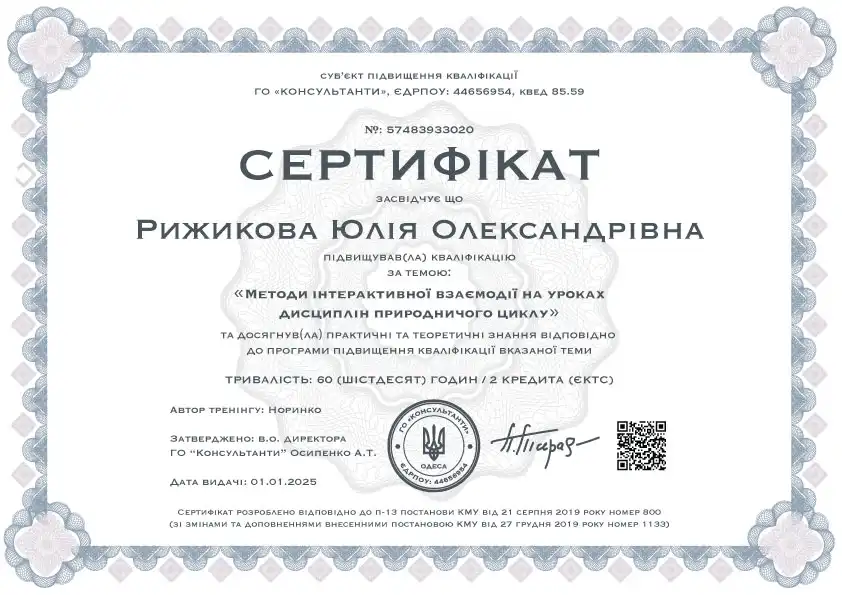 СУБ'ЄКТ ПІДВИЩЕННЯ КВАЛІФІКАЦІЇ
ГО «КОНСУЛЬТАНТИ», ЄДРПОУ: 44656954, КВЕД 85.59
№: 57483933020
СЕРТИФІКАТ
ЗАСВІДЧУЄ ЩО
РИЖИКОВА ЮЛІЯ ОЛЕКСАНДРІВНА
ПІДВИЩУВАВ(ЛА) КВАЛІФІКАЦІЮ
ЗА ТЕМОЮ:
«МЕТОДИ ІНТЕРАКТИВНОЇ ВЗАЄМОДІЇ НА УРОКАХ
ДИСЦИПЛІН ПРИРОДНИЧОГО ЦИКЛУ»
ТА ДОСЯГНУВ(ЛА) ПРАКТИЧНІ ТА ТЕОРЕТИЧНІ ЗНАННЯ ВІДПОВІДНО
ДО ПРОГРАМИ ПІДВИЩЕННЯ КВАЛІФІКАЦІЇ ВКАЗАНОЇ ТЕМИ
ТРИВАЛІСТЬ: 60 (ШІСТДЕСЯТ) ГОДИН / 2 КРЕДИТА (ЄКТС)
АВТОР ТРЕНІНГУ: НОРИНКО
ЗАТВЕРДЖЕНО: В.О. ДИРЕКТОРА
ГО "КОНСУЛЬТАНТИ" ОСИПЕНКО А.Т.
ДАТА ВИДАЧІ: 01.01.2025
ГО «КОНСУЛЬТАНТИ»
ОДЕСА
ЄДРПОУ: 44656954
СЕРТИФІКАТ РОЗРОБЛЕНО ВІДПОВІДНО ДО П-13 ПОСТАНОВИ КМУ ВІД 21 СЕРПНЯ 2019 РОКУ НОМЕР 800
(ЗІ ЗМІНАМИ ТА ДОПОВНЕННЯМИ ВНЕСЕННИМИ ПОСТАНОВОЮ КМУ ВІД 27 ГРУДНЯ 2019 РОКУ НОМЕР 1133)